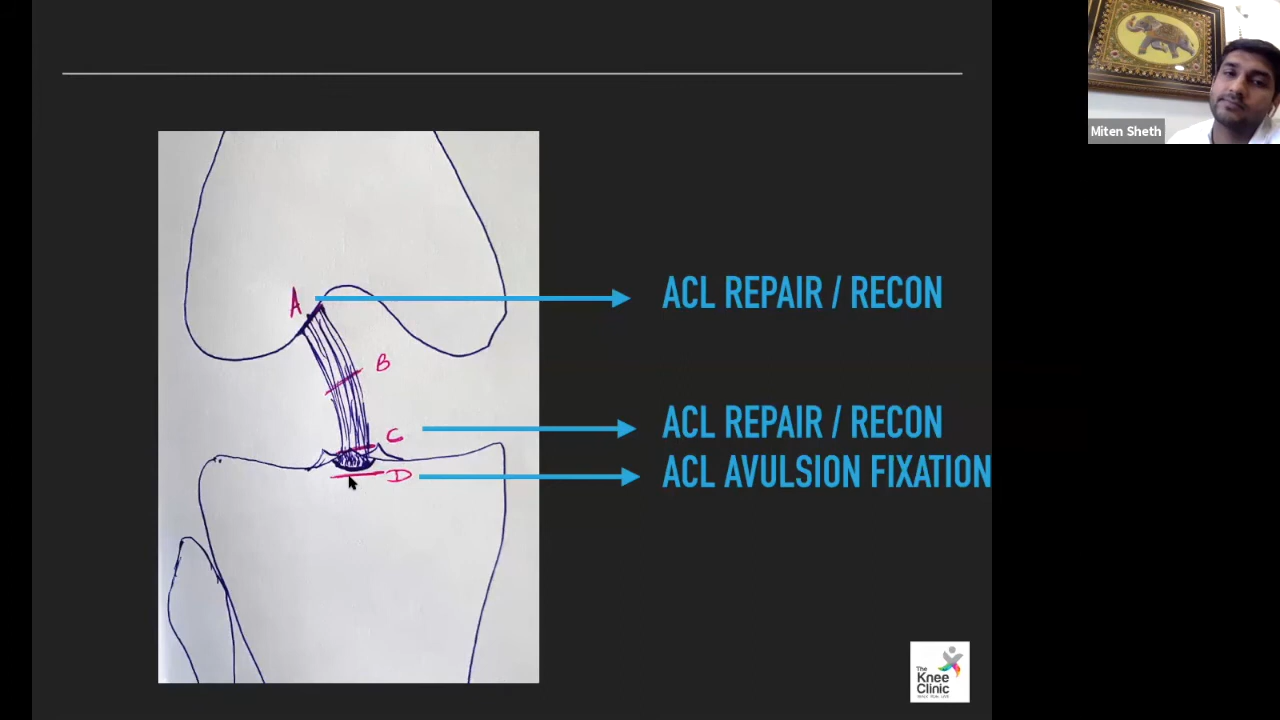 Miten Sheth
A
ACL REPAIR / RECON
B
C
ACL REPAIR / RECON
D
ACL AVULSION FIXATION
The
Knee
Clinic